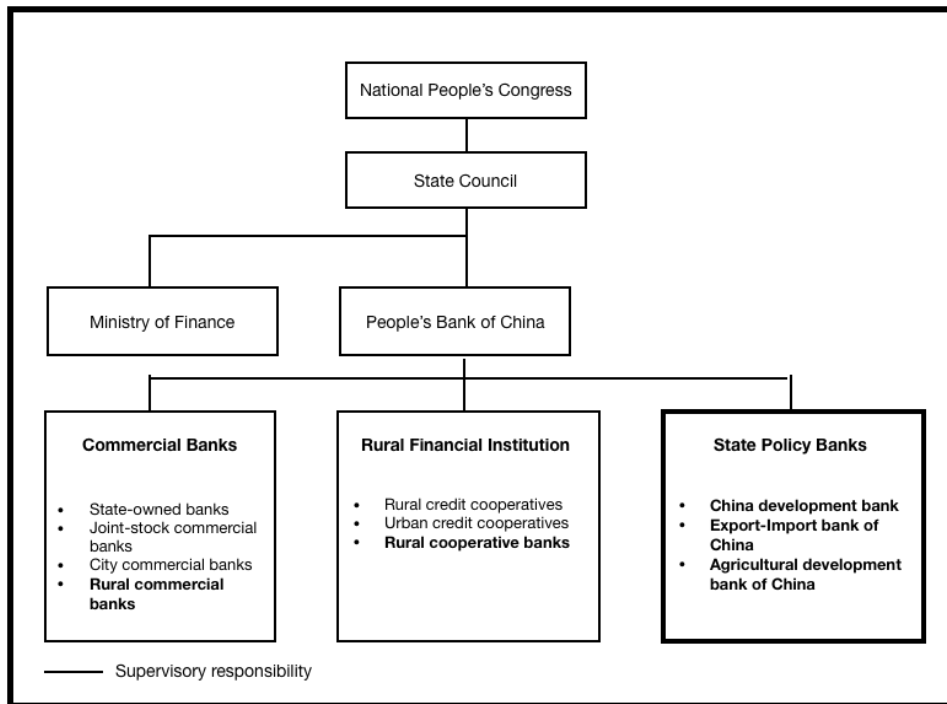 National People's Congress
State Council
Ministry of Finance
People's Bank of China
Commercial Banks
• State-owned banks
• Joint-stock commercial
banks
• City commercial banks
• Rural commercial
banks
Rural Financial Institution
• Rural credit cooperatives
• Urban credit cooperatives
• Rural cooperative banks
State Policy Banks
• China development bank
• Export-Import bank of
China
• Agricultural development
bank of China
Supervisory responsibility